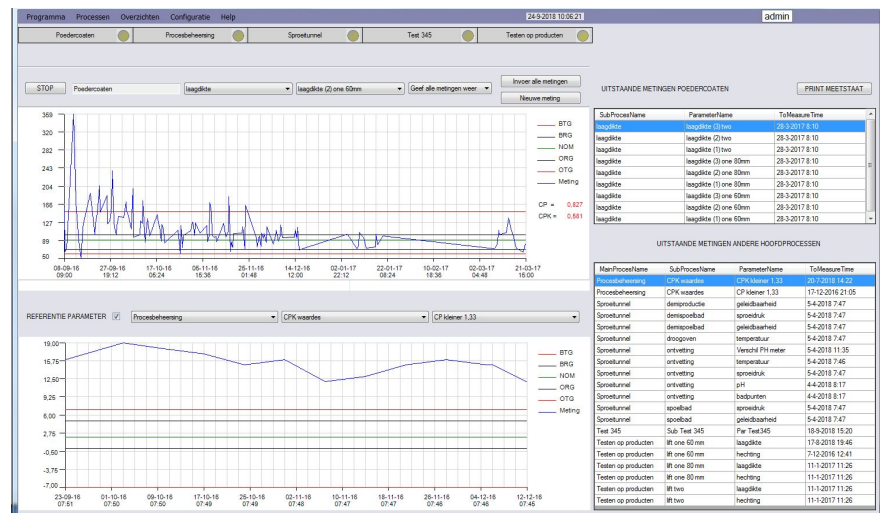 Programma Processen Overzichten Configuratie Help 24-9-2018 10:06:21 admin
Poedercoaten Procesbeheersing Sproeitunnel Test 345 Testen op producten
STOP Poedercoaten laagdikte laagdikte (2) one 60mm Geef alle metingen weer Invoer alle metingen
Nieuwe meting
369
320
282
243
204
166
127
89
60
08-09-16 27-09-16 17-10-16 05-11-16 25-11-16 14-12-16 02-01-17 22-01-17 10-02-17 02-03-17 21-03-17
09:00 19:12 05:24 15:36 01:48 12:00 22:12 08:24 18:36 04:48 15:00
BTG
BRG
NOM
ORG
OTG
Meting
CP = 0,827
CPK = 0,681
REFERENTIE PARAMETER Procesbeheersing CPK waardes CP kleiner 1,33
19,00
15,75
12,50
9,25
6,00
2,75
-0,50
-3,75
-7,00
23-09-16 01-10-16 09-10-16 17-10-16 25-10-16 02-11-16 10-11-16 18-11-16 26-11-16 04-12-16 12-12-16
07:51 07:50 07:50 07:49 07:49 07:48 07:47 07:47 07:46 07:45 07:45
BTG
BRG
NOM
ORG
OTG
Meting
UITSTAANDE METINGEN POEDERCOATEN PRINT MEETSTAAT
SubProcesName ParameterName ToMeasureTime
laagdikte laagdikte (3) two 28-3-2017 8:10
laagdikte laagdikte (2) two 28-3-2017 8:10
laagdikte laagdikte (1) two 28-3-2017 8:10
laagdikte laagdikte (3) one 80mm 28-3-2017 8:10
laagdikte laagdikte (2) one 80mm 28-3-2017 8:10
laagdikte laagdikte (1) one 80mm 28-3-2017 8:10
laagdikte laagdikte (3) one 60mm 28-3-2017 8:10
laagdikte laagdikte (2) one 60mm 28-3-2017 8:10
laagdikte laagdikte (1) one 60mm 28-3-2017 8:10
UITSTAANDE METINGEN ANDERE HOOFDPROCESSEN
MainProcesName SubProcesName ParameterName ToMeasureTime
Procesbeheersing CPK waardes CPK kleiner 1,33 20-7-2018 14:22
Procesbeheersing CPK waardes CP kleiner 1,33 17-12-2016 21:05
Sproeitunnel demiproductie geleidbaarheid 5-4-2018 7:47
Sproeitunnel demispoelbad sproeidruk 5-4-2018 7:47
Sproeitunnel demispoelbad geleidbaarheid 5-4-2018 7:47
Sproeitunnel droogoven temperatuur 5-4-2018 7:47
Sproeitunnel ontvetting Verschil PH meter 5-4-2018 11:35
Sproeitunnel ontvetting temperatuur 5-4-2018 7:46
Sproeitunnel ontvetting sproeidruk 5-4-2018 7:47
Sproeitunnel ontvetting pH 4-4-2018 8:17
Sproeitunnel ontvetting badpunten 4-4-2018 8:17
Sproeitunnel spoelbad sproeidruk 5-4-2018 7:47
Sproeitunnel spoelbad geleidbaarheid 5-4-2018 7:47
Test 345 Sub Test 345 Par Test345 18-9-2018 15:20
Testen op producten lift one 60 mm laagdikte 17-8-2018 19:46
Testen op producten lift one 60 mm hechting 7-12-2016 12:41
Testen op producten lift one 80 mm laagdikte 11-1-2017 11:26
Testen op producten lift one 80 mm hechting 11-1-2017 11:26
Testen op producten lift two laagdikte 11-1-2017 11:26
Testen op producten lift two hechting 11-1-2017 11:26